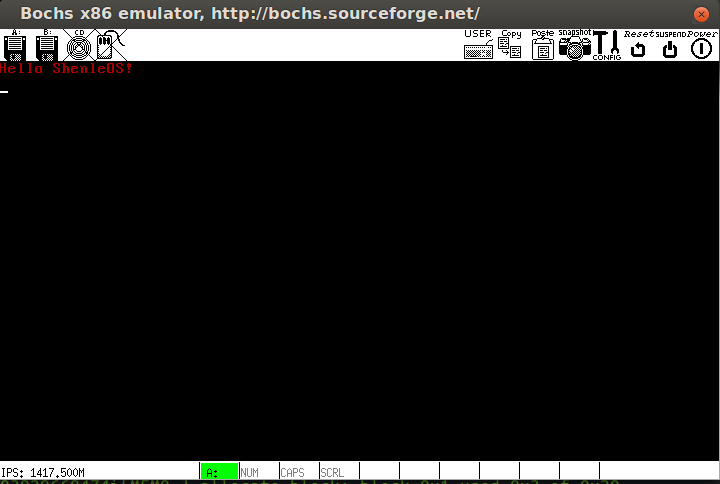 Bochs x86 emulator, http://bochs.sourceforge.net/
A: B: CD USER Copy Poste snapshot CONFIG Reset SUSPEND Power
Hello ShenleOS!
IPS: 1417,500M A: NUM CAPS SCRL